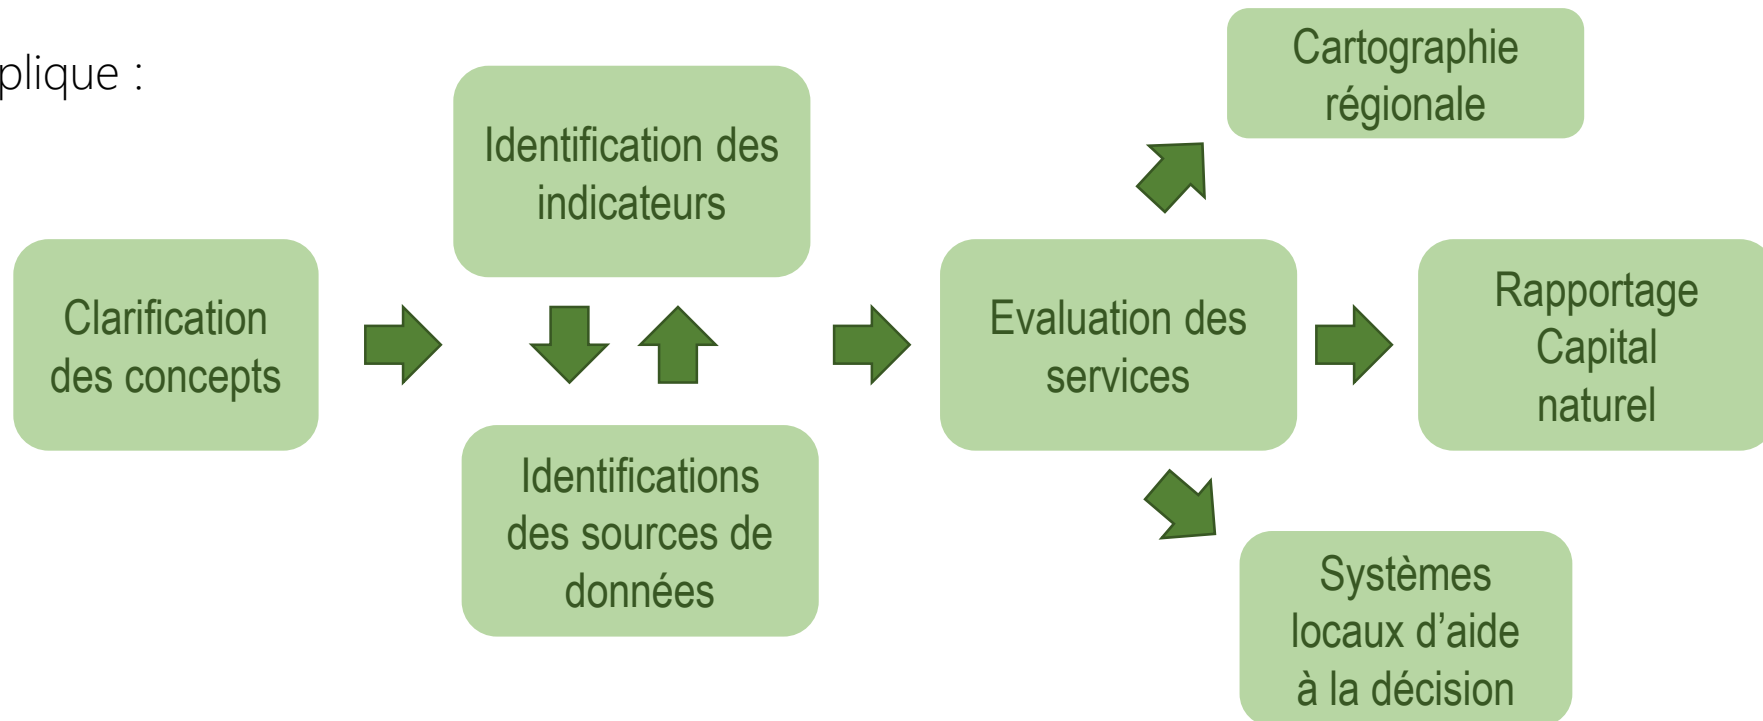 plique :
Clarification
des concepts
Identification des
indicateurs
Identifications
des sources de
données
Evaluation des
services
Cartographie
régionale
Rapportage
Capital
naturel
Systèmes
locaux d’aide
à la décision